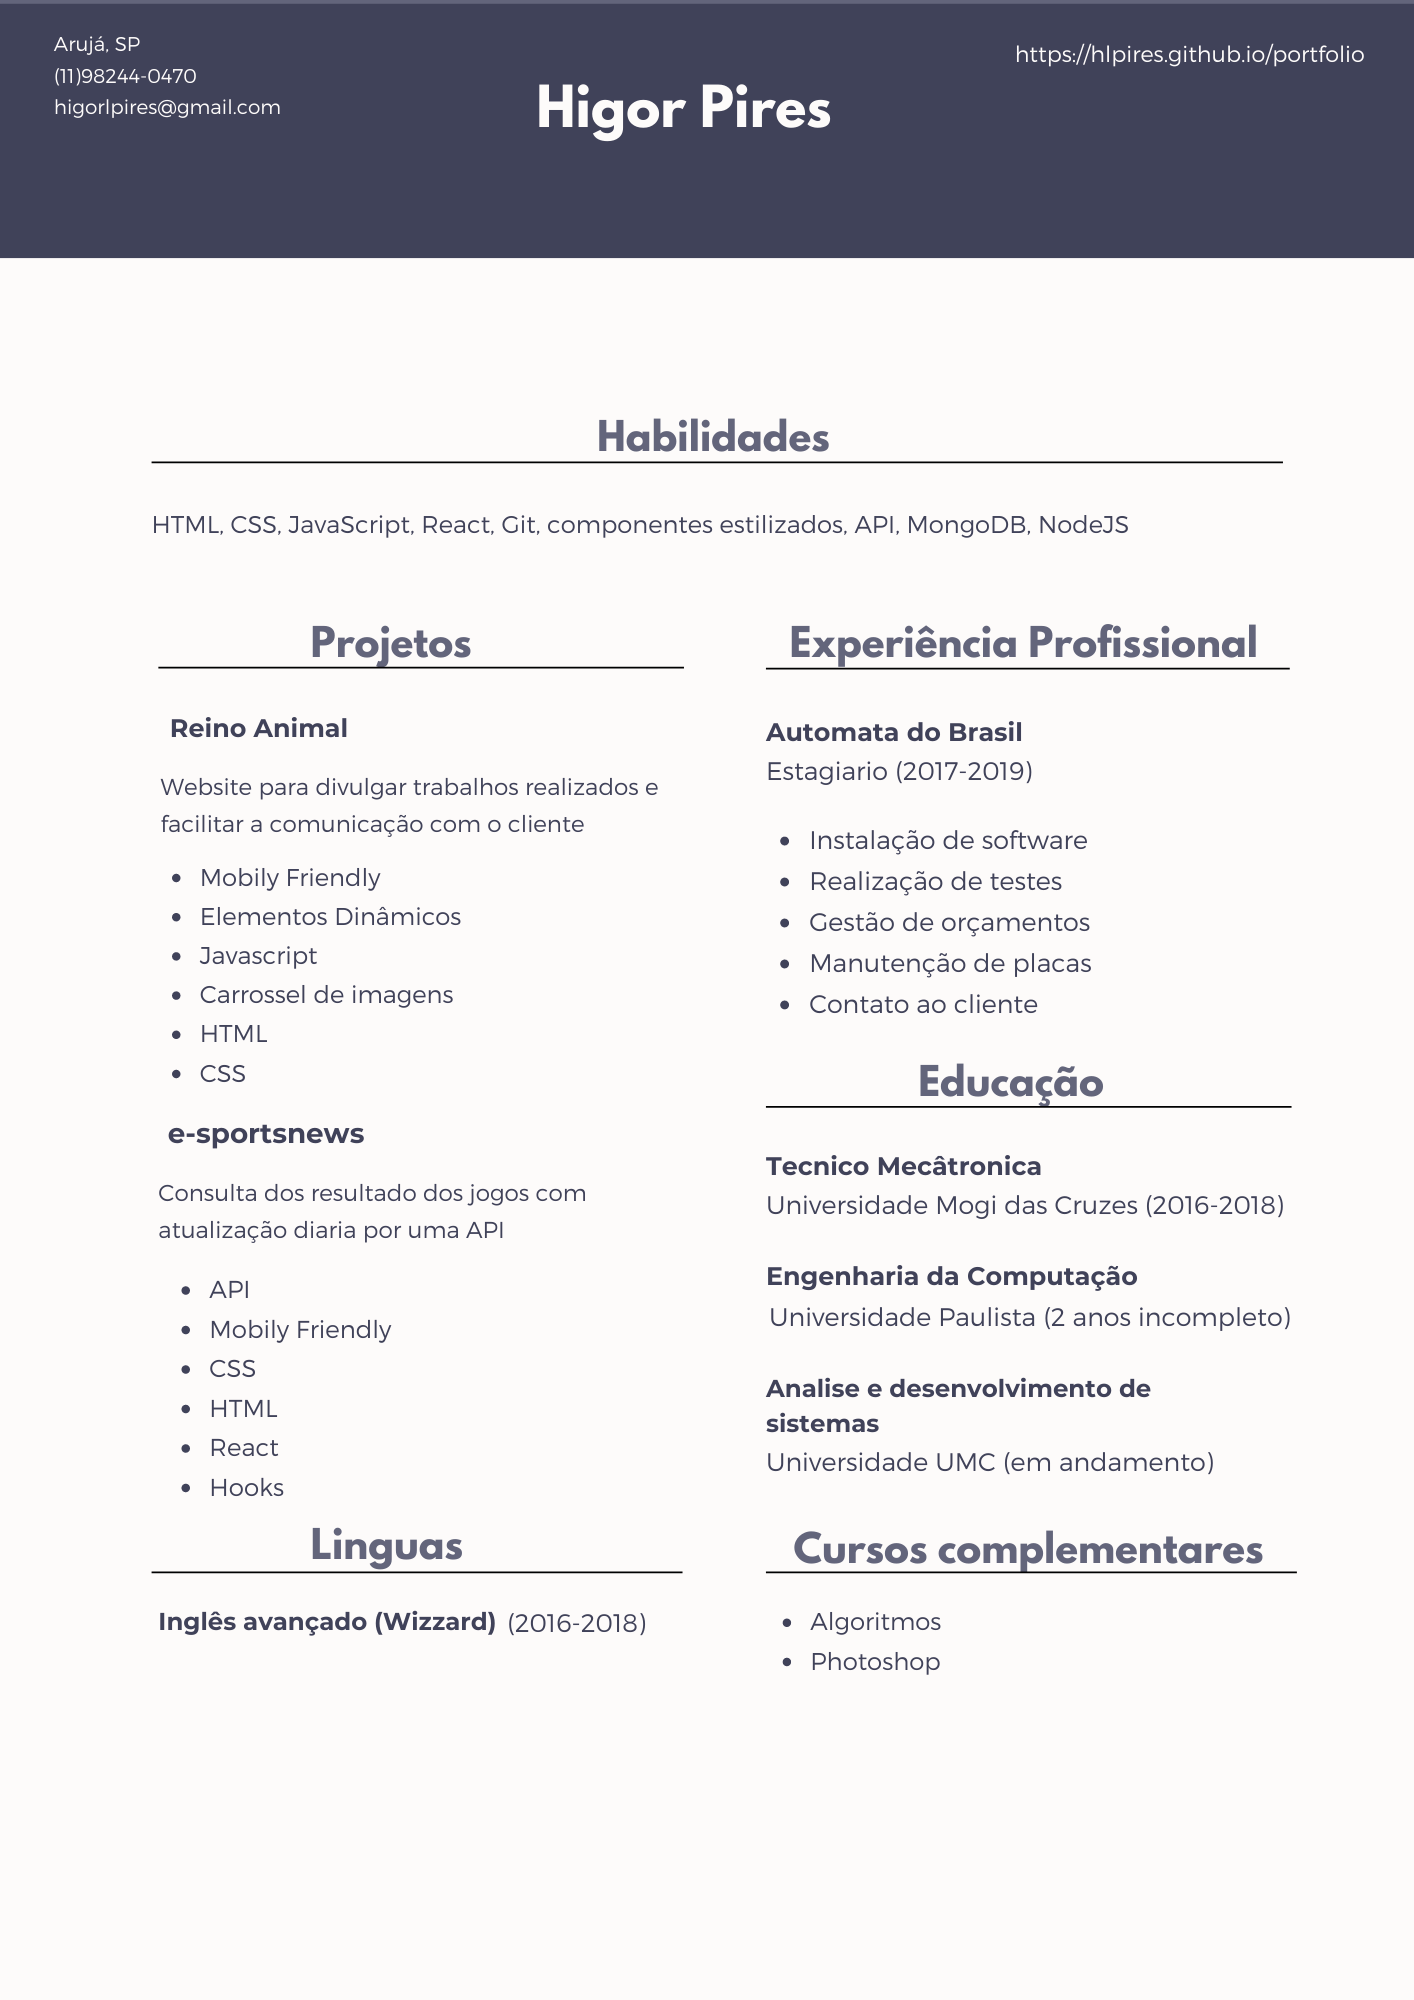 Arujá, SP
(11)98244-0470
higorlpires@gmail.com
https://hlpires.github.io/portfolio
Higor Pires
Habilidades
HTML, CSS, JavaScript, React, Git, componentes estilizados, API, MongoDB, NodeJS
Projetos
Reino Animal
Website para divulgar trabalhos realizados e
facilitar a comunicação com o cliente
Mobily Friendly
Elementos Dinâmicos
Javascript
Carrossel de imagens
HTML
CSS
e-sportsnews
Consulta dos resultado dos jogos com
atualização diaria por uma API
API
Mobily Friendly
CSS
HTML
React
Hooks
Linguas
Inglês avançado (Wizzard) (2016-2018)
Experiência Profissional
Automata do Brasil
Estagiario (2017-2019)
Instalação de software
Realização de testes
Gestão de orçamentos
Manutenção de placas
Contato ao cliente
Educação
Tecnico Mecâtronica
Universidade Mogi das Cruzes (2016-2018)
Engenharia da Computação
Universidade Paulista (2 anos incompleto)
Analise e desenvolvimento de
sistemas
Universidade UMC (em andamento)
Cursos complementares
Algoritmos
Photoshop